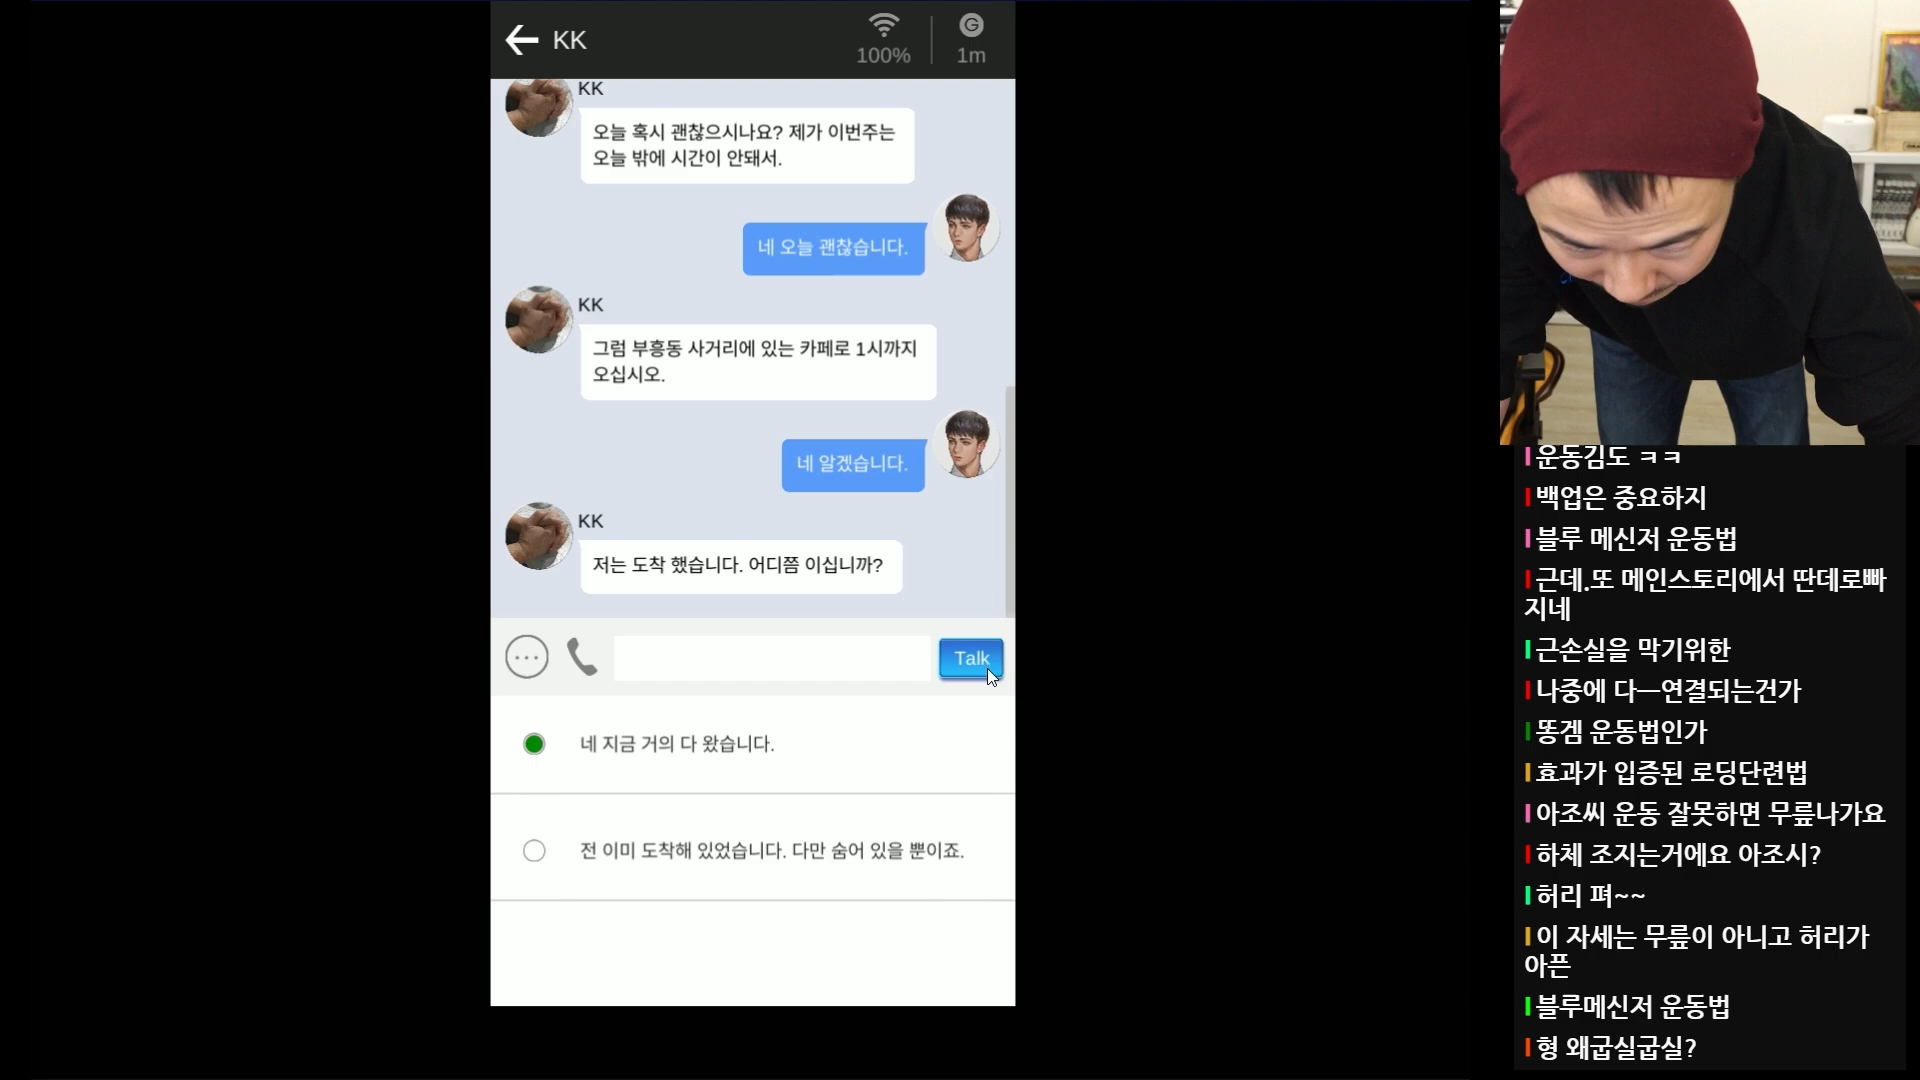 KK
100%
G
1m
KK
오늘 혹시 괜찮으시나요? 제가 이번주는
오늘 밖에 시간이 안돼서.
네 오늘 괜찮습니다.
KK
그럼 부흥동 사거리에 있는 카페로 1시까지
오십시오.
네 알겠습니다.
KK
저는 도착 했습니다. 어디쯤 이십니까?
Talk
네 지금 거의 다 왔습니다.
전 이미 도착해 있었습니다. 다만 숨어 있을 뿐이죠.
운동김도 ㅋㅋ
백업은 중요하지
블루 메신저 운동법
근데.또 메인스토리에서 딴데로빠
지네
근손실을 막기위한
나중에 다—연결되는건가
똥겜 운동법인가
효과가 입증된 로딩단련법
아조씨 운동 잘못하면 무릎나가요
하체 조지는거에요 아조시?
허리 펴~~
이 자세는 무릎이 아니고 허리가
아픈
블루메신저 운동법
형 왜굽실굽실?